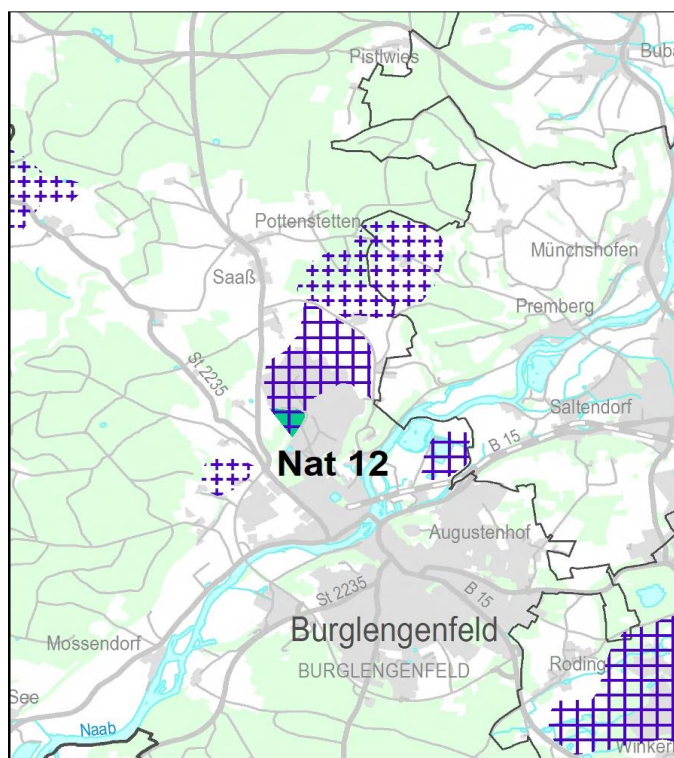 Pistlwies
Buba
Pottenstetten
Saaß
Münchshofen
Premberg
St 2235
Saltendorf
B 15
Nat 12
Augustenhof
St 2235
B 15
Burglengenfeld
Mossendorf
BURGLENGENFELD
Roding
See
Naab
Winker